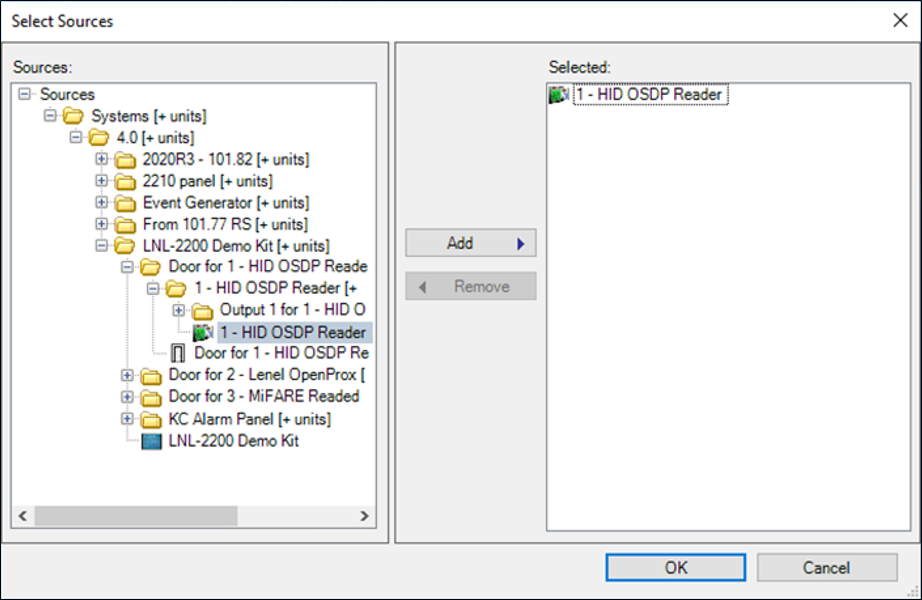 Select Sources
Sources:
Sources
Systems [+ units]
4.0 [+ units]
2020R3 - 101.82 [+ units]
2210 panel [+ units]
Event Generator [+ units]
From 101.77 RS [+ units]
LNL-2200 Demo Kit [+ units]
Door for 1 - HID OSDP Reade
1 - HID OSDP Reader [+
Output 1 for 1 - HID O
1 - HID OSDP Reader
Door for 1 - HID OSDP Re
Door for 2 - Lenel OpenProx [
Door for 3 - MiFARE Readed
KC Alarm Panel [+ units]
LNL-2200 Demo Kit
Add
Remove
Selected:
1 - HID OSDP Reader
OK
Cancel